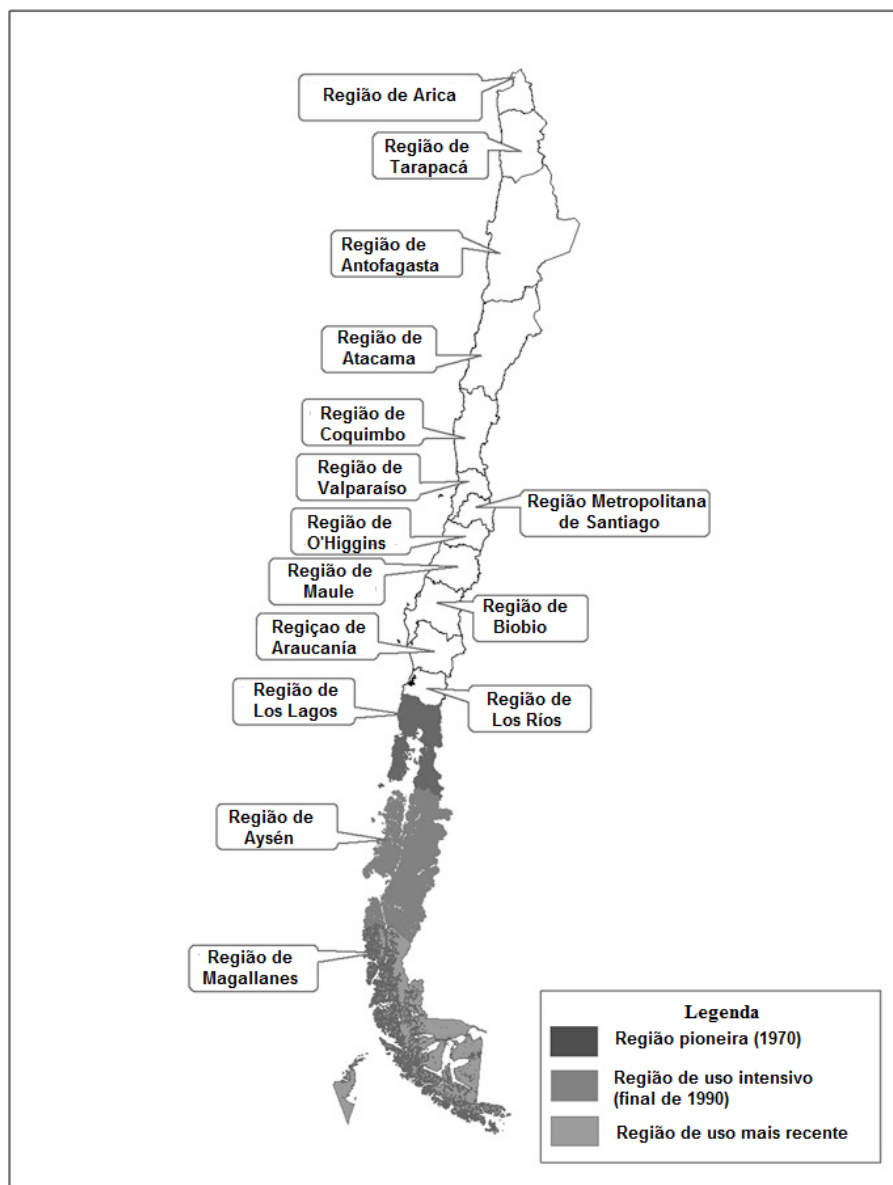 Região de Arica
Região de
Tarapacá
Região de
Antofagasta
Região de
Atacama
Região de
Coquimbo
Região de
Valparaíso
Região Metropolitana
de Santiago
Região de
O'Higgins
Região de
Maule
Região de
Biobio
Regiçao de
Araucanía
Região de
Los Lagos
Região de
Los Ríos
Região de
Aysén
Região de
Magallanes
Legenda
Região pioneira (1970)
Região de uso intensivo
(final de 1990)
Região de uso mais recente